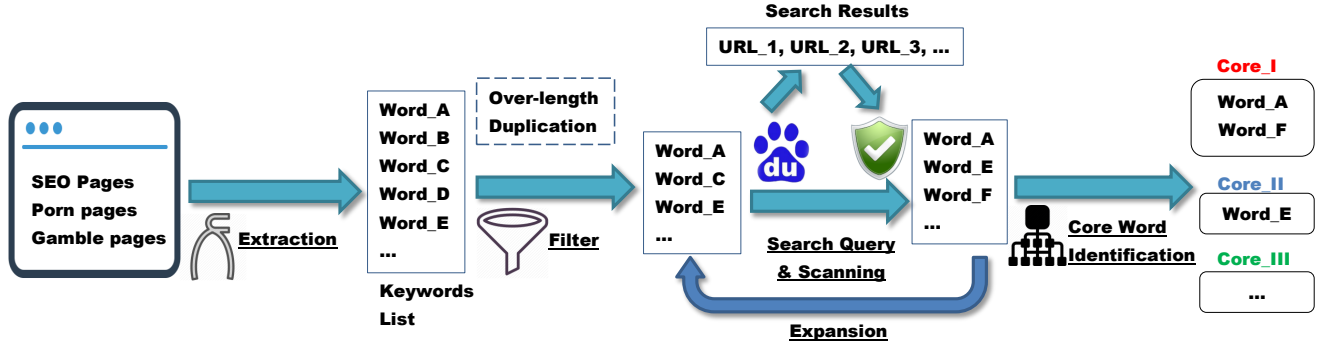 SEO Pages
Porn pages
Gamble pages
Extraction
Word_A
Word_B
Word_C
Word_D
Word_E
...
Keywords
List
Over-length
Duplication
Filter
Word_A
Word_C
Word_E
...
Search Results
URL_1, URL_2, URL_3, ...
du
Search Query
& Scanning
Expansion
Word_A
Word_E
Word_F
...
Core Word
Identification
Core_I
Word_A
Word_F
Core_II
Word_E
Core_III
...